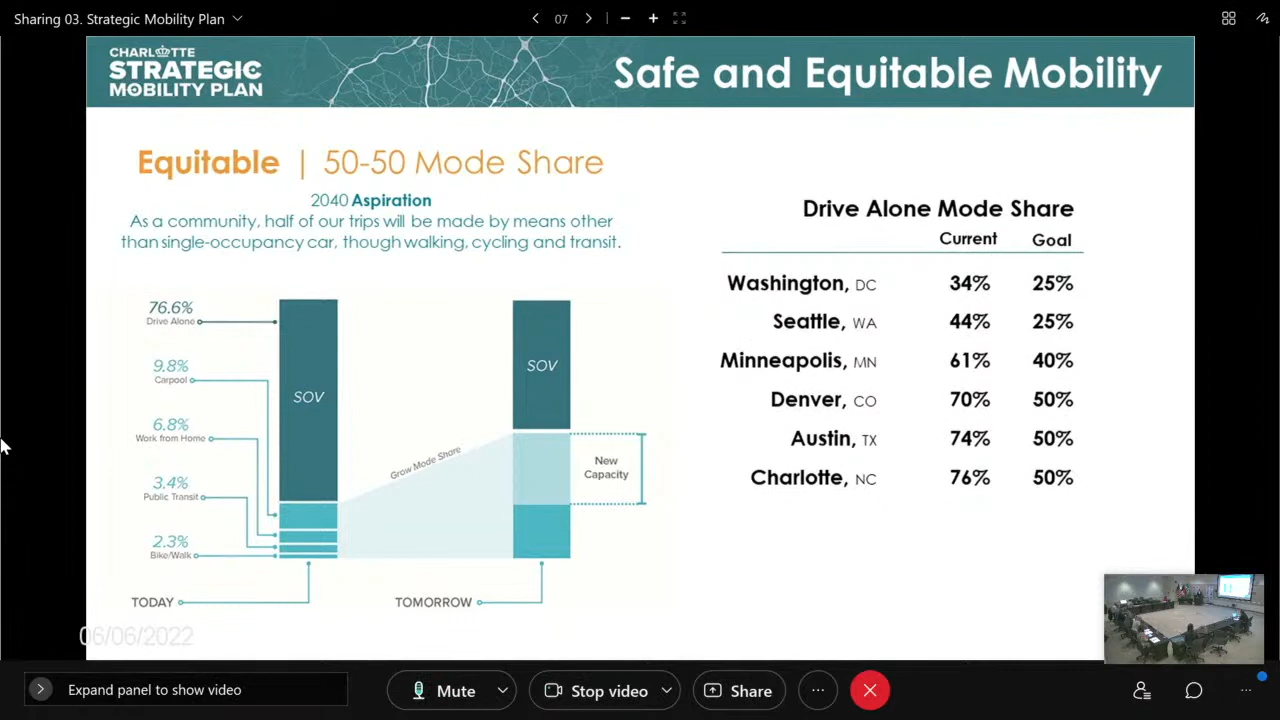 Sharing 03. Strategic Mobility Plan
07
CHARLOTTE
STRATEGIC
MOBILITY PLAN
Safe and Equitable Mobility
Equitable | 50-50 Mode Share
2040 Aspiration
As a community, half of our trips will be made by means other
than single-occupancy car, though walking, cycling and transit.
76.6%
Drive Alone
9.8%
Carpool
6.8%
Work from Home
3.4%
Public Transit
2.3%
Bike/Walk
SOV
Grow Mode Share
SOV
New
Capacity
TODAY
TOMORROW
Drive Alone Mode Share
Current Goal
Washington, DC 34% 25%
Seattle, WA 44% 25%
Minneapolis, MN 61% 40%
Denver, CO 70% 50%
Austin, TX 74% 50%
Charlotte, NC 76% 50%
06/06/2022
Expand panel to show video
Mute
Stop video
Share